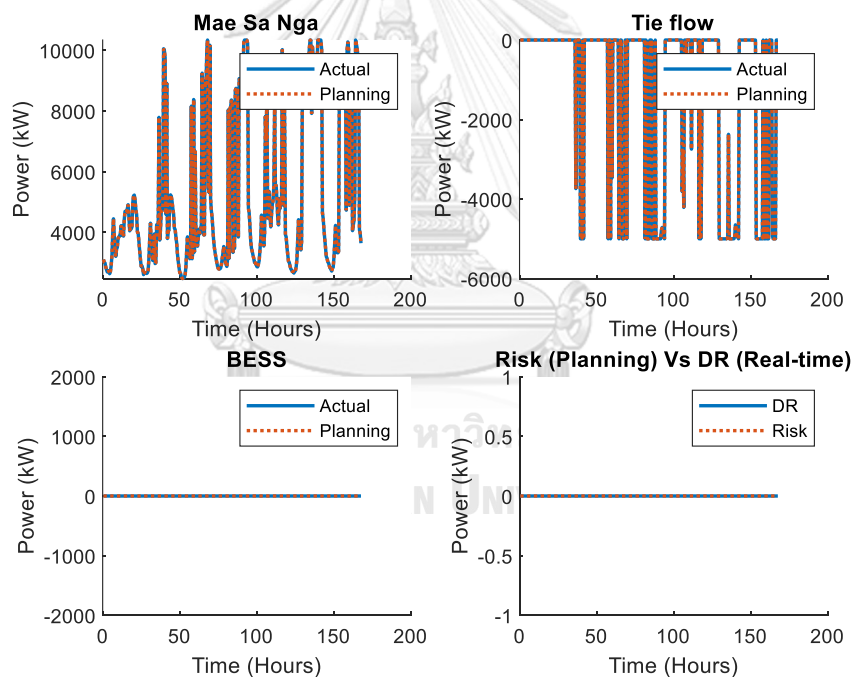 Mae Sa Nga
10000
8000
6000
4000
Power (kW)
Actual
Planning
0
50
100
150
200
Time (Hours)
Tie flow
0
-2000
-4000
-6000
Power (kW)
Actual
Planning
0
50
100
150
200
Time (Hours)
BESS
2000
1000
0
-1000
-2000
Power (kW)
Actual
Planning
0
50
100
150
200
Time (Hours)
Risk (Planning) Vs DR (Real-time)
1
0.5
0
-0.5
-1
Power (kW)
DR
Risk
0
50
100
150
200
Time (Hours)